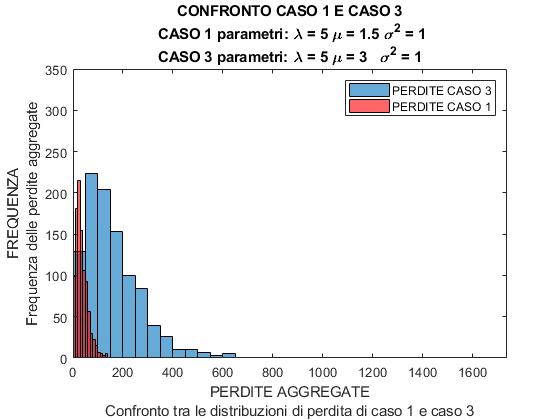 CONFRONTO CASO 1 E CASO 3
CASO 1 parametri: λ = 5 μ = 1.5 σ² = 1
CASO 3 parametri: λ = 5 μ = 3 σ² = 1
PERDITE CASO 3
PERDITE CASO 1
FREQUENZA
Frequenza delle perdite aggregate
350
300
250
200
150
100
50
0
0 200 400 600 800 1000 1200 1400 1600
PERDITE AGGREGATE
Confronto tra le distribuzioni di perdita di caso 1 e caso 3